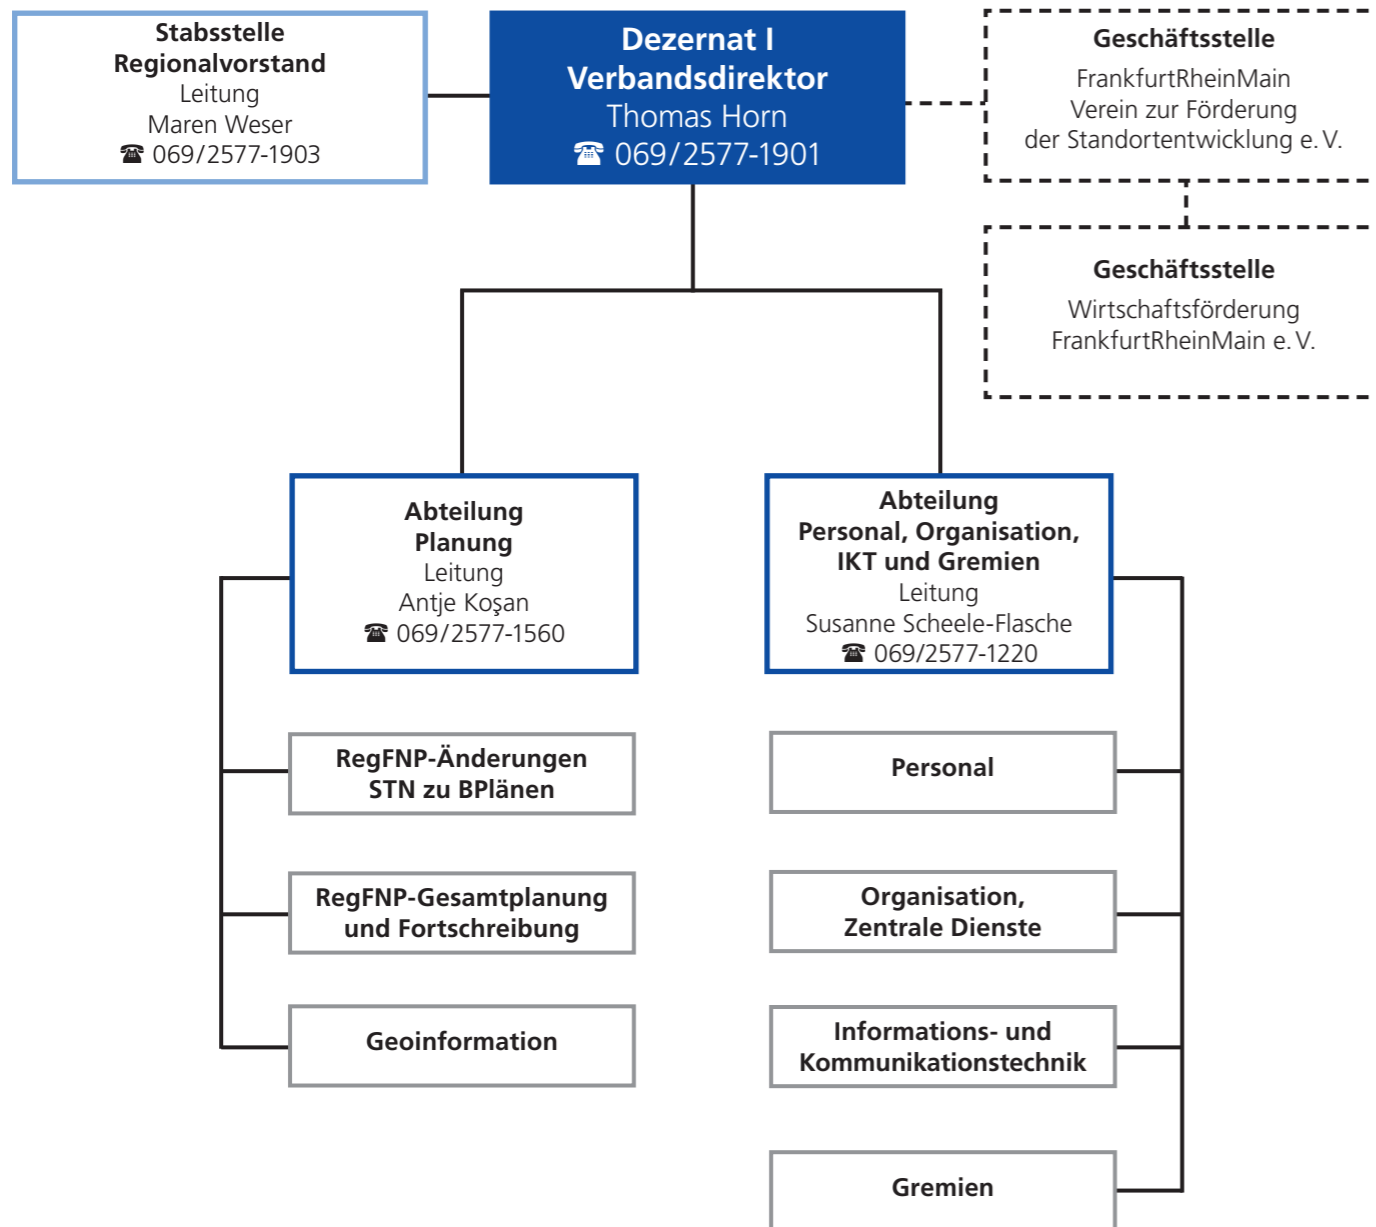 Stabsstelle
Regionalvorstand
Leitung
Maren Weser
☎ 069/2577-1903
Dezernat I
Verbandsdirektor
Thomas Horn
☎ 069/2577-1901
Geschäftsstelle
FrankfurtRheinMain
Verein zur Förderung
der Standortentwicklung e.V.
Geschäftsstelle
Wirtschaftsförderung
FrankfurtRheinMain e.V.
Abteilung
Planung
Leitung
Antje Koşan
☎ 069/2577-1560
RegFNP-Änderungen
STN zu BPlänen
RegFNP-Gesamtplanung
und Fortschreibung
Geoinformation
Abteilung
Personal, Organisation,
IKT und Gremien
Leitung
Susanne Scheele-Flasche
☎ 069/2577-1220
Personal
Organisation,
Zentrale Dienste
Informations- und
Kommunikationstechnik
Gremien